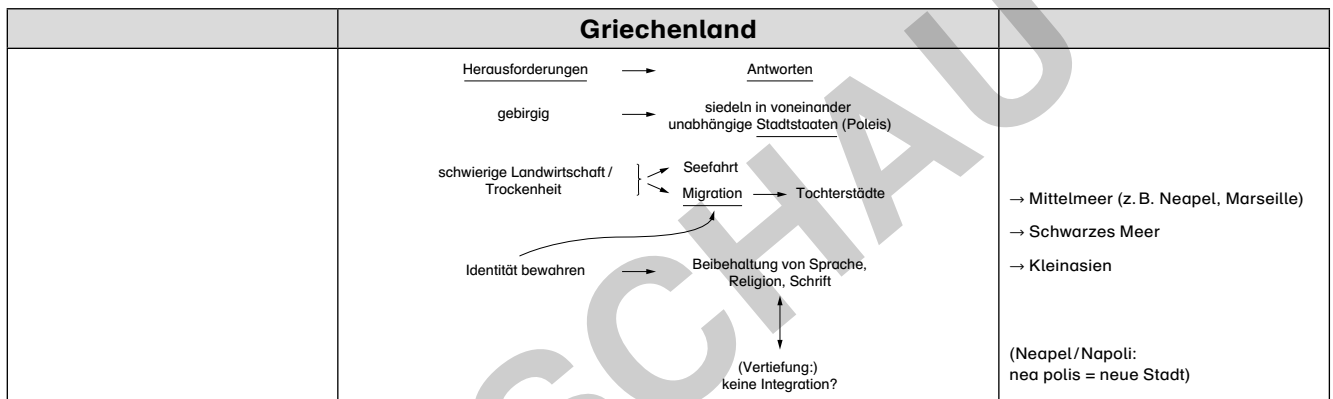 Griechenland
Herausforderungen → Antworten
gebirgig → siedeln in voneinander
unabhängige Stadtstaaten (Poleis)
schwierige Landwirtschaft /
Trockenheit
Seefahrt
Migration → Tochterstädte
→ Mittelmeer (z. B. Neapel, Marseille)
→ Schwarzes Meer
→ Kleinasien
Identität bewahren → Beibehaltung von Sprache,
Religion, Schrift
(Vertiefung:)
keine Integration?
(Neapel/Napoli:
nea polis = neue Stadt)
SCHAU